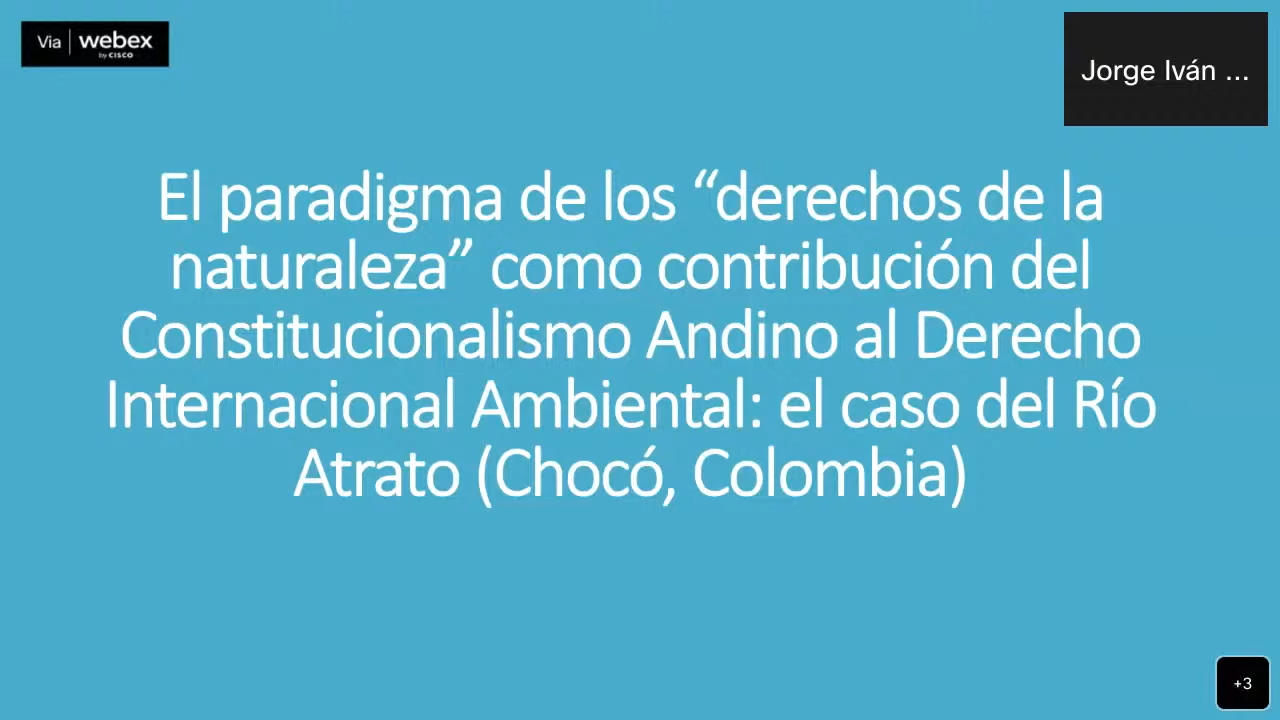 Via | webex
by CISCO
Jorge Iván ...
El paradigma de los “derechos de la
naturaleza” como contribución del
Constitucionalismo Andino al Derecho
Internacional Ambiental: el caso del Río
Atrato (Chocó, Colombia)
+3